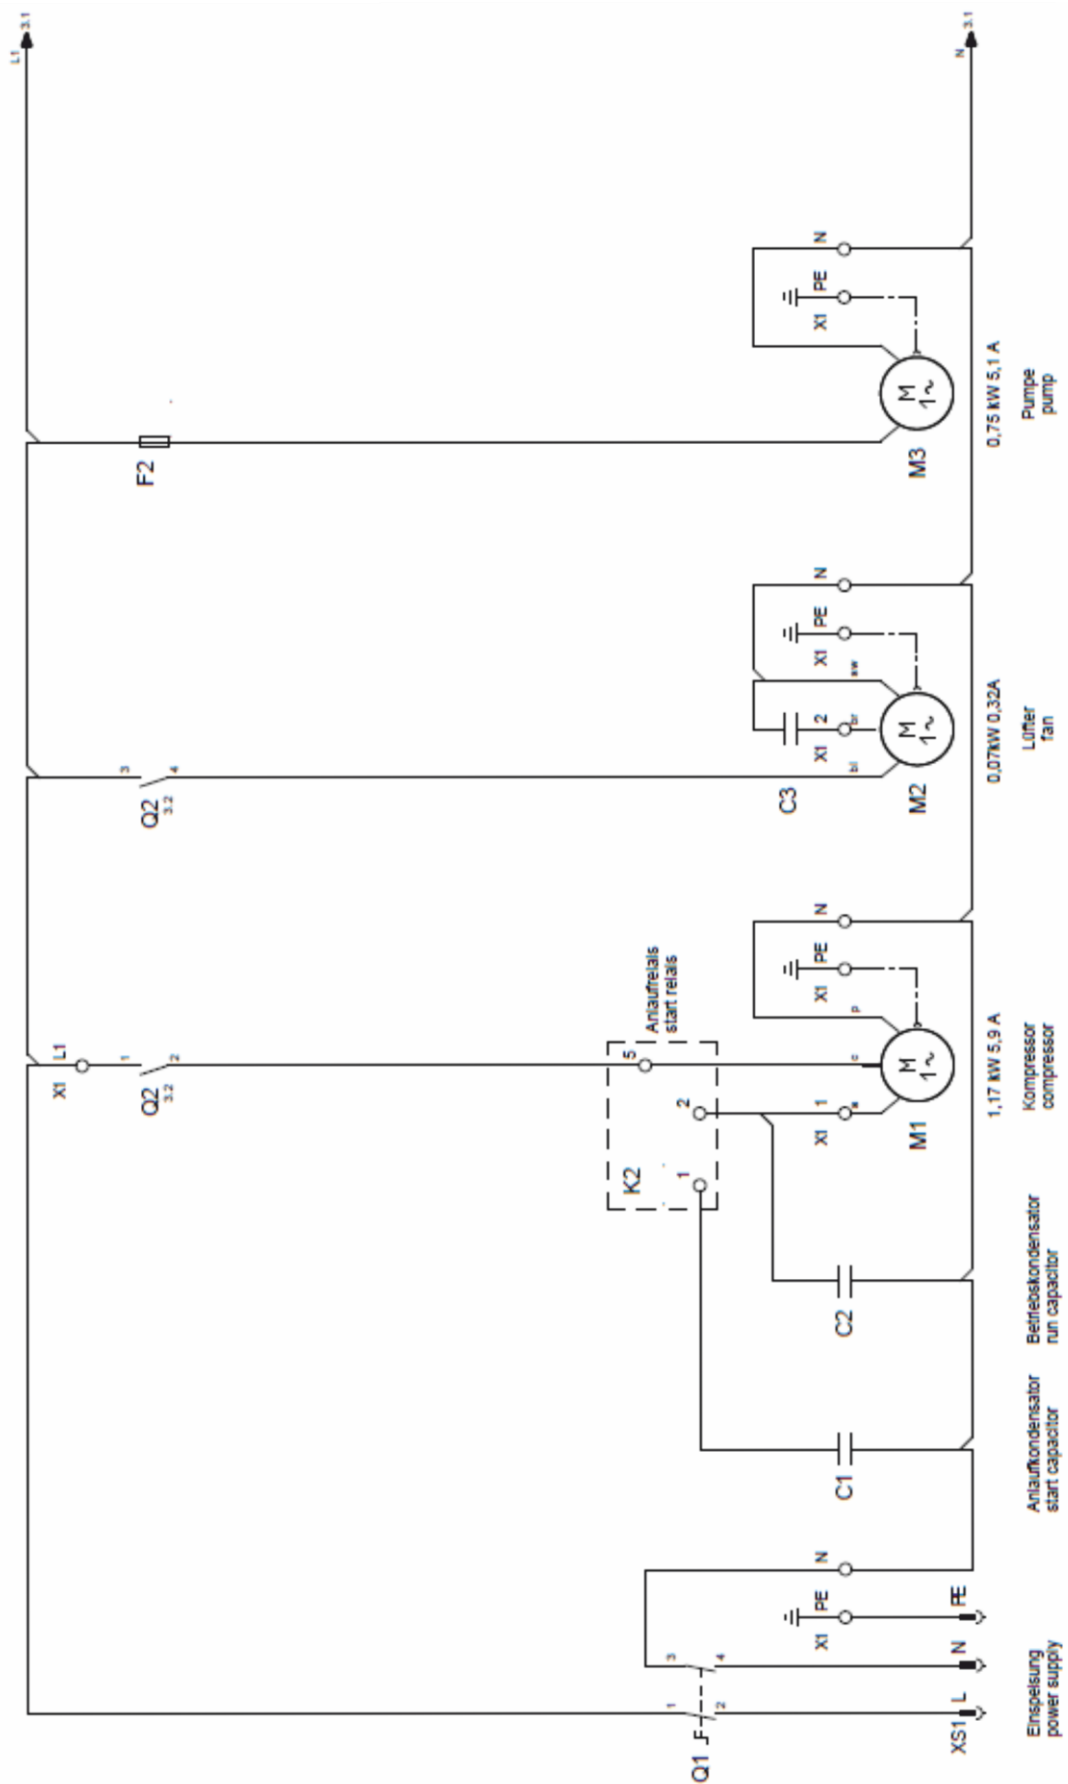 L1
3.1
N
3.1
X1
L1
1
2
Q2
3.2
3
4
Q2
3.2
F2
Anlaufrelais
start relais
K2
1
2
5
Q1
1
2
3
4
X1
PE
N
C1
C2
X1
1
c
p
X1
PE
N
M
1~
M1
C3
X1
2
bl
br
sw
X1
PE
N
M
1~
M2
X1
PE
N
M
1~
M3
XS1
L
N
PE
1,17 kW 5,9 A
0,07kW 0,32A
0,75 kW 5,1 A
Einspeisung
power supply
Anlaufkondensator
start capacitor
Betriebskondensator
run capacitor
Kompressor
compressor
Lüfter
fan
Pumpe
pump